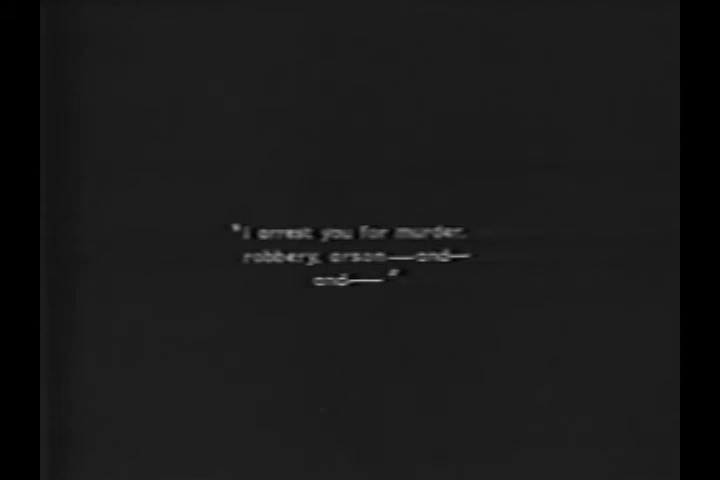 "I arrest you for murder,
robbery, arson——and—
and——"